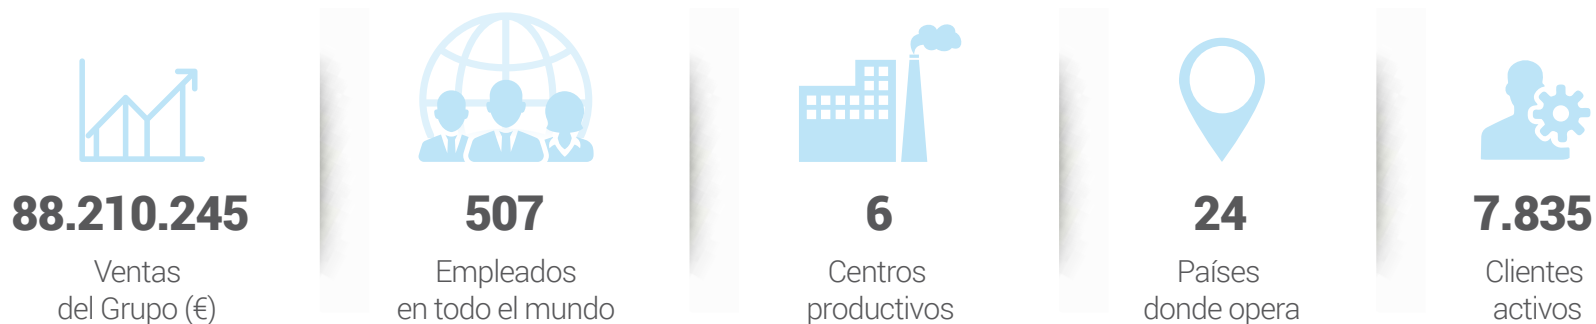 88.210.245
Ventas
del Grupo (€)
507
Empleados
en todo el mundo
6
Centros
productivos
24
Países
donde opera
7.835
Clientes
activos